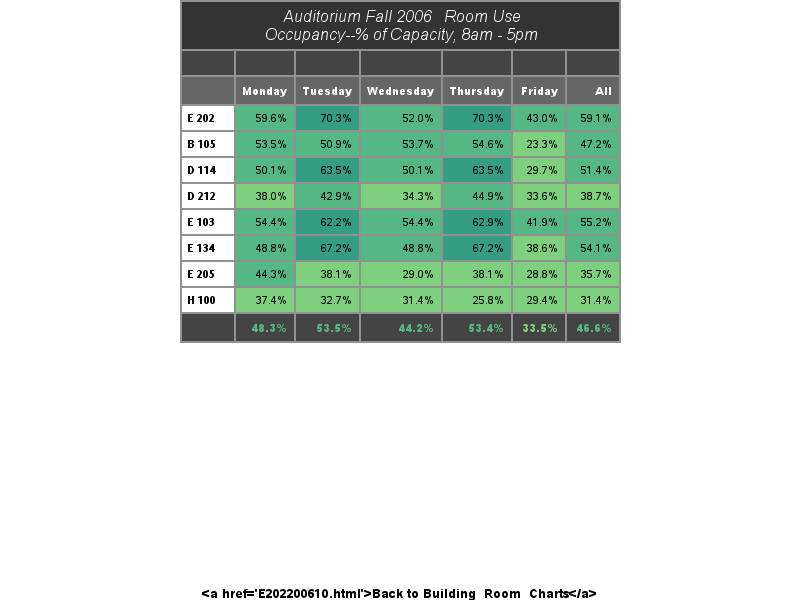 Auditorium Fall 2006   Room Use
Occupancy--% of Capacity, 8am - 5pm
Monday Tuesday Wednesday Thursday Friday All
E 202 59.6% 70.3% 52.0% 70.3% 43.0% 59.1%
B 105 53.5% 50.9% 53.7% 54.6% 23.3% 47.2%
D 114 50.1% 63.5% 50.1% 63.5% 29.7% 51.4%
D 212 38.0% 42.9% 34.3% 44.9% 33.6% 38.7%
E 103 54.4% 62.2% 54.4% 62.9% 41.9% 55.2%
E 134 48.8% 67.2% 48.8% 67.2% 38.6% 54.1%
E 205 44.3% 38.1% 29.0% 38.1% 28.8% 35.7%
H 100 37.4% 32.7% 31.4% 25.8% 29.4% 31.4%
48.3% 53.5% 44.2% 53.4% 33.5% 46.6%
<a href='E202200610.html'>Back to Building  Room  Charts</a>